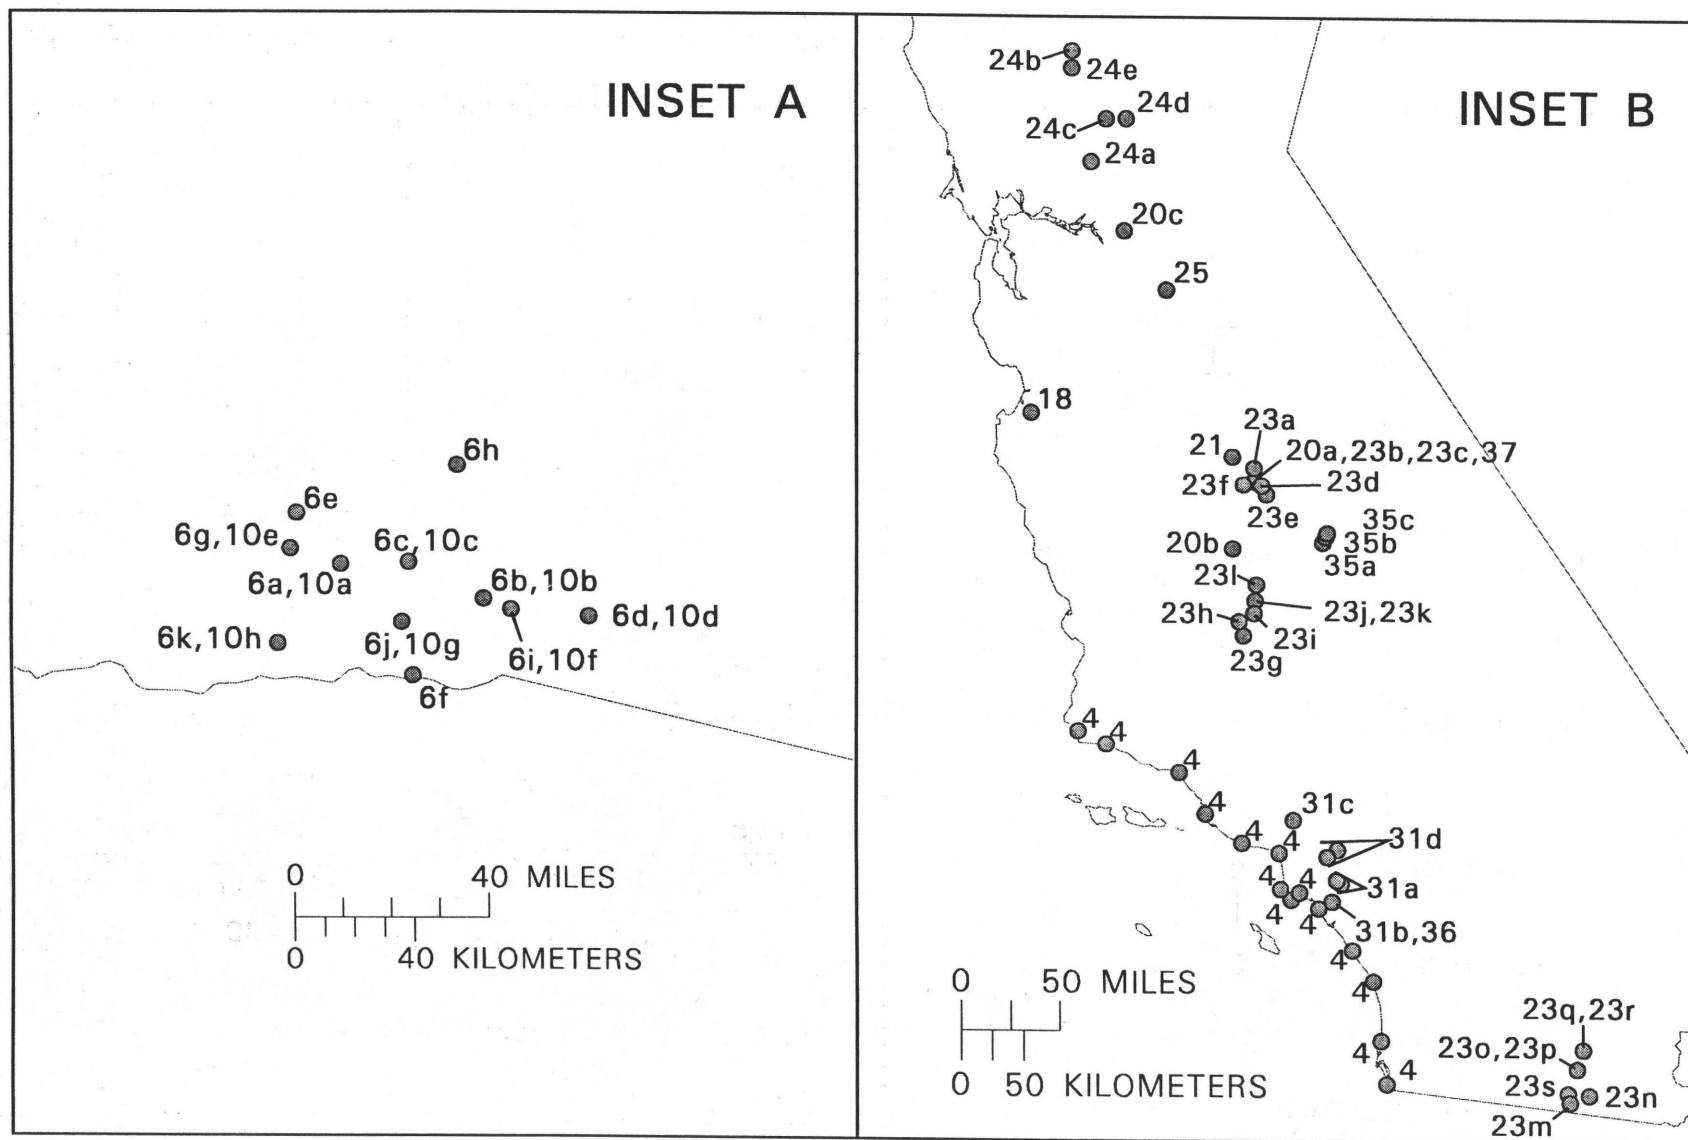 INSET A
6h
6e
6g,10e
6c,10c
6a,10a
6b,10b
6d,10d
6k,10h
6j,10g
6i,10f
6f
0 40 MILES
0 40 KILOMETERS
INSET B
24b
24e
24d
24c
24a
20c
25
18
23a
21
20a,23b,23c,37
23f
23d
23e
35c
20b
35b
35a
23l
23j,23k
23h
23i
23g
4
4
4
4
31c
4
4
31d
4
4
31a
4
4
31b,36
4
4
0 50 MILES
23q,23r
4
23o,23p
4
0 50 KILOMETERS
23s
23n
23m